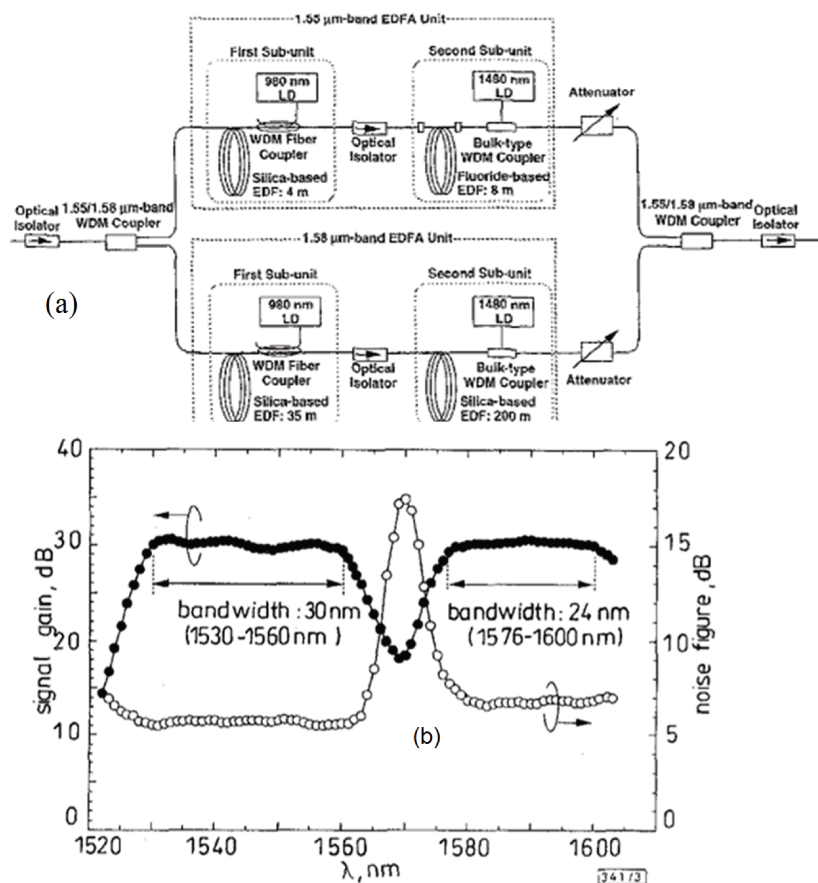 1.55 μm-band EDFA Unit
First Sub-unit
Second Sub-unit
980 nm
LD
1480 nm
LD
Attenuator
WDM Fiber
Coupler
Optical
Isolator
Bulk-type
WDM Coupler
Silica-based
EDF: 4 m
Fluoride-based
EDF: 8 m
Optical
Isolator
1.55/1.58 μm-band
WDM Coupler
1.55/1.58 μm-band
WDM Coupler
Optical
Isolator
1.58 μm-band EDFA Unit
First Sub-unit
Second Sub-unit
(a)
980 nm
LD
1480 nm
LD
WDM Fiber
Coupler
Optical
Isolator
Bulk-type
WDM Coupler
Attenuator
Silica-based
EDF: 35 m
Silica-based
EDF: 200 m
40
30
20
10
0
signal gain, dB
bandwidth : 30nm
(1530-1560nm )
bandwidth: 24 nm
(1576-1600 nm)
(b)
20
15
10
5
0
noise figure, dB
1520
1540
1560
1580
1600
λ, nm
341/3